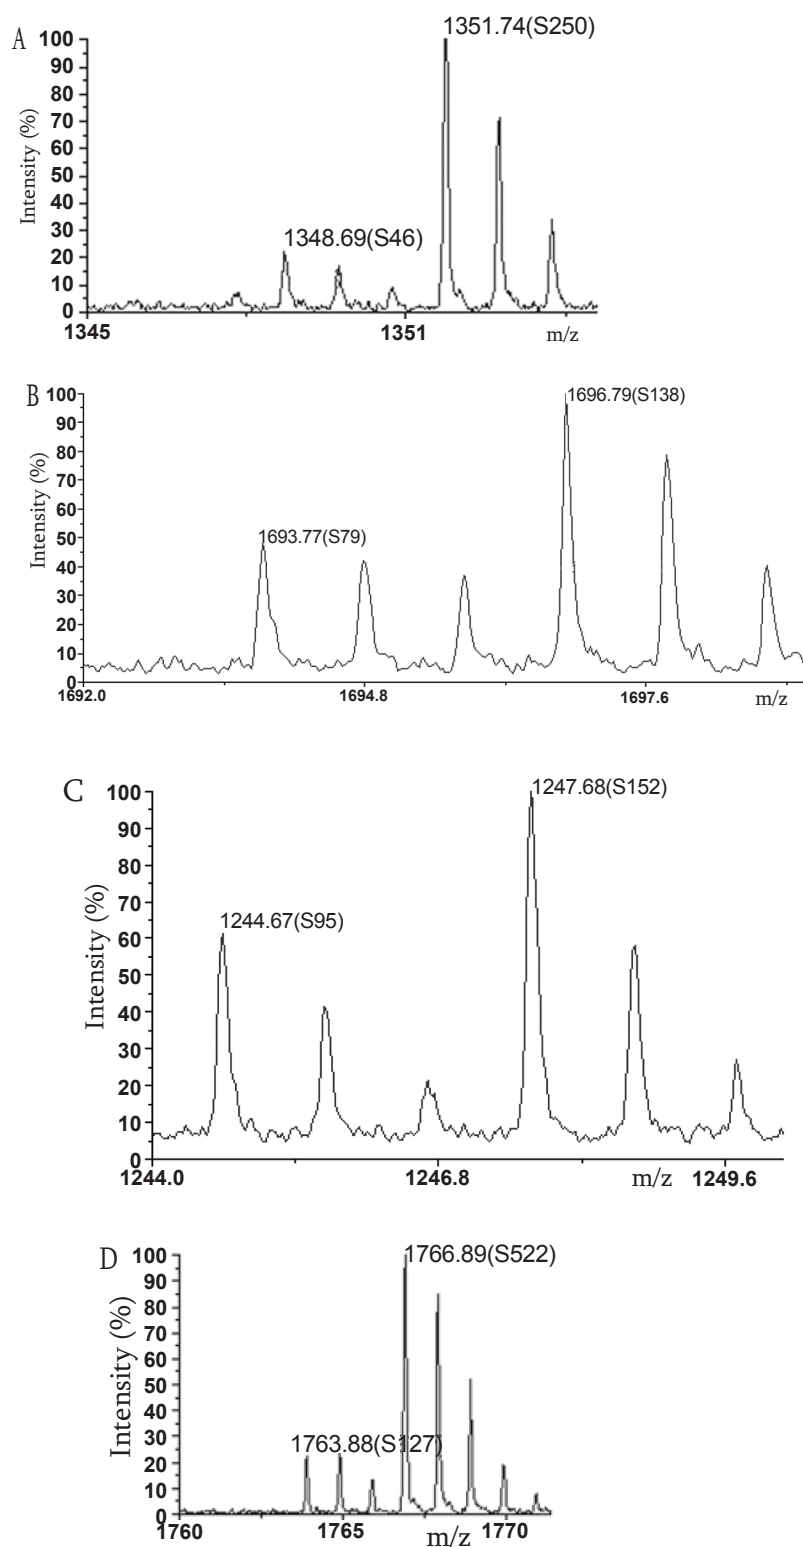 A
1351.74(S250)
1348.69(S46)
Intensity (%)
100
90
80
70
60
50
40
30
20
10
0
1345
1351
m/z
B
1696.79(S138)
1693.77(S79)
Intensity (%)
100
90
80
70
60
50
40
30
20
10
0
1692.0
1694.8
1697.6
m/z
C
1247.68(S152)
1244.67(S95)
Intensity (%)
100
90
80
70
60
50
40
30
20
10
0
1244.0
1246.8
m/z
1249.6
D
1766.89(S522)
1763.88(S127)
Intensity (%)
100
90
80
70
60
50
40
30
20
10
0
1760
1765
m/z
1770